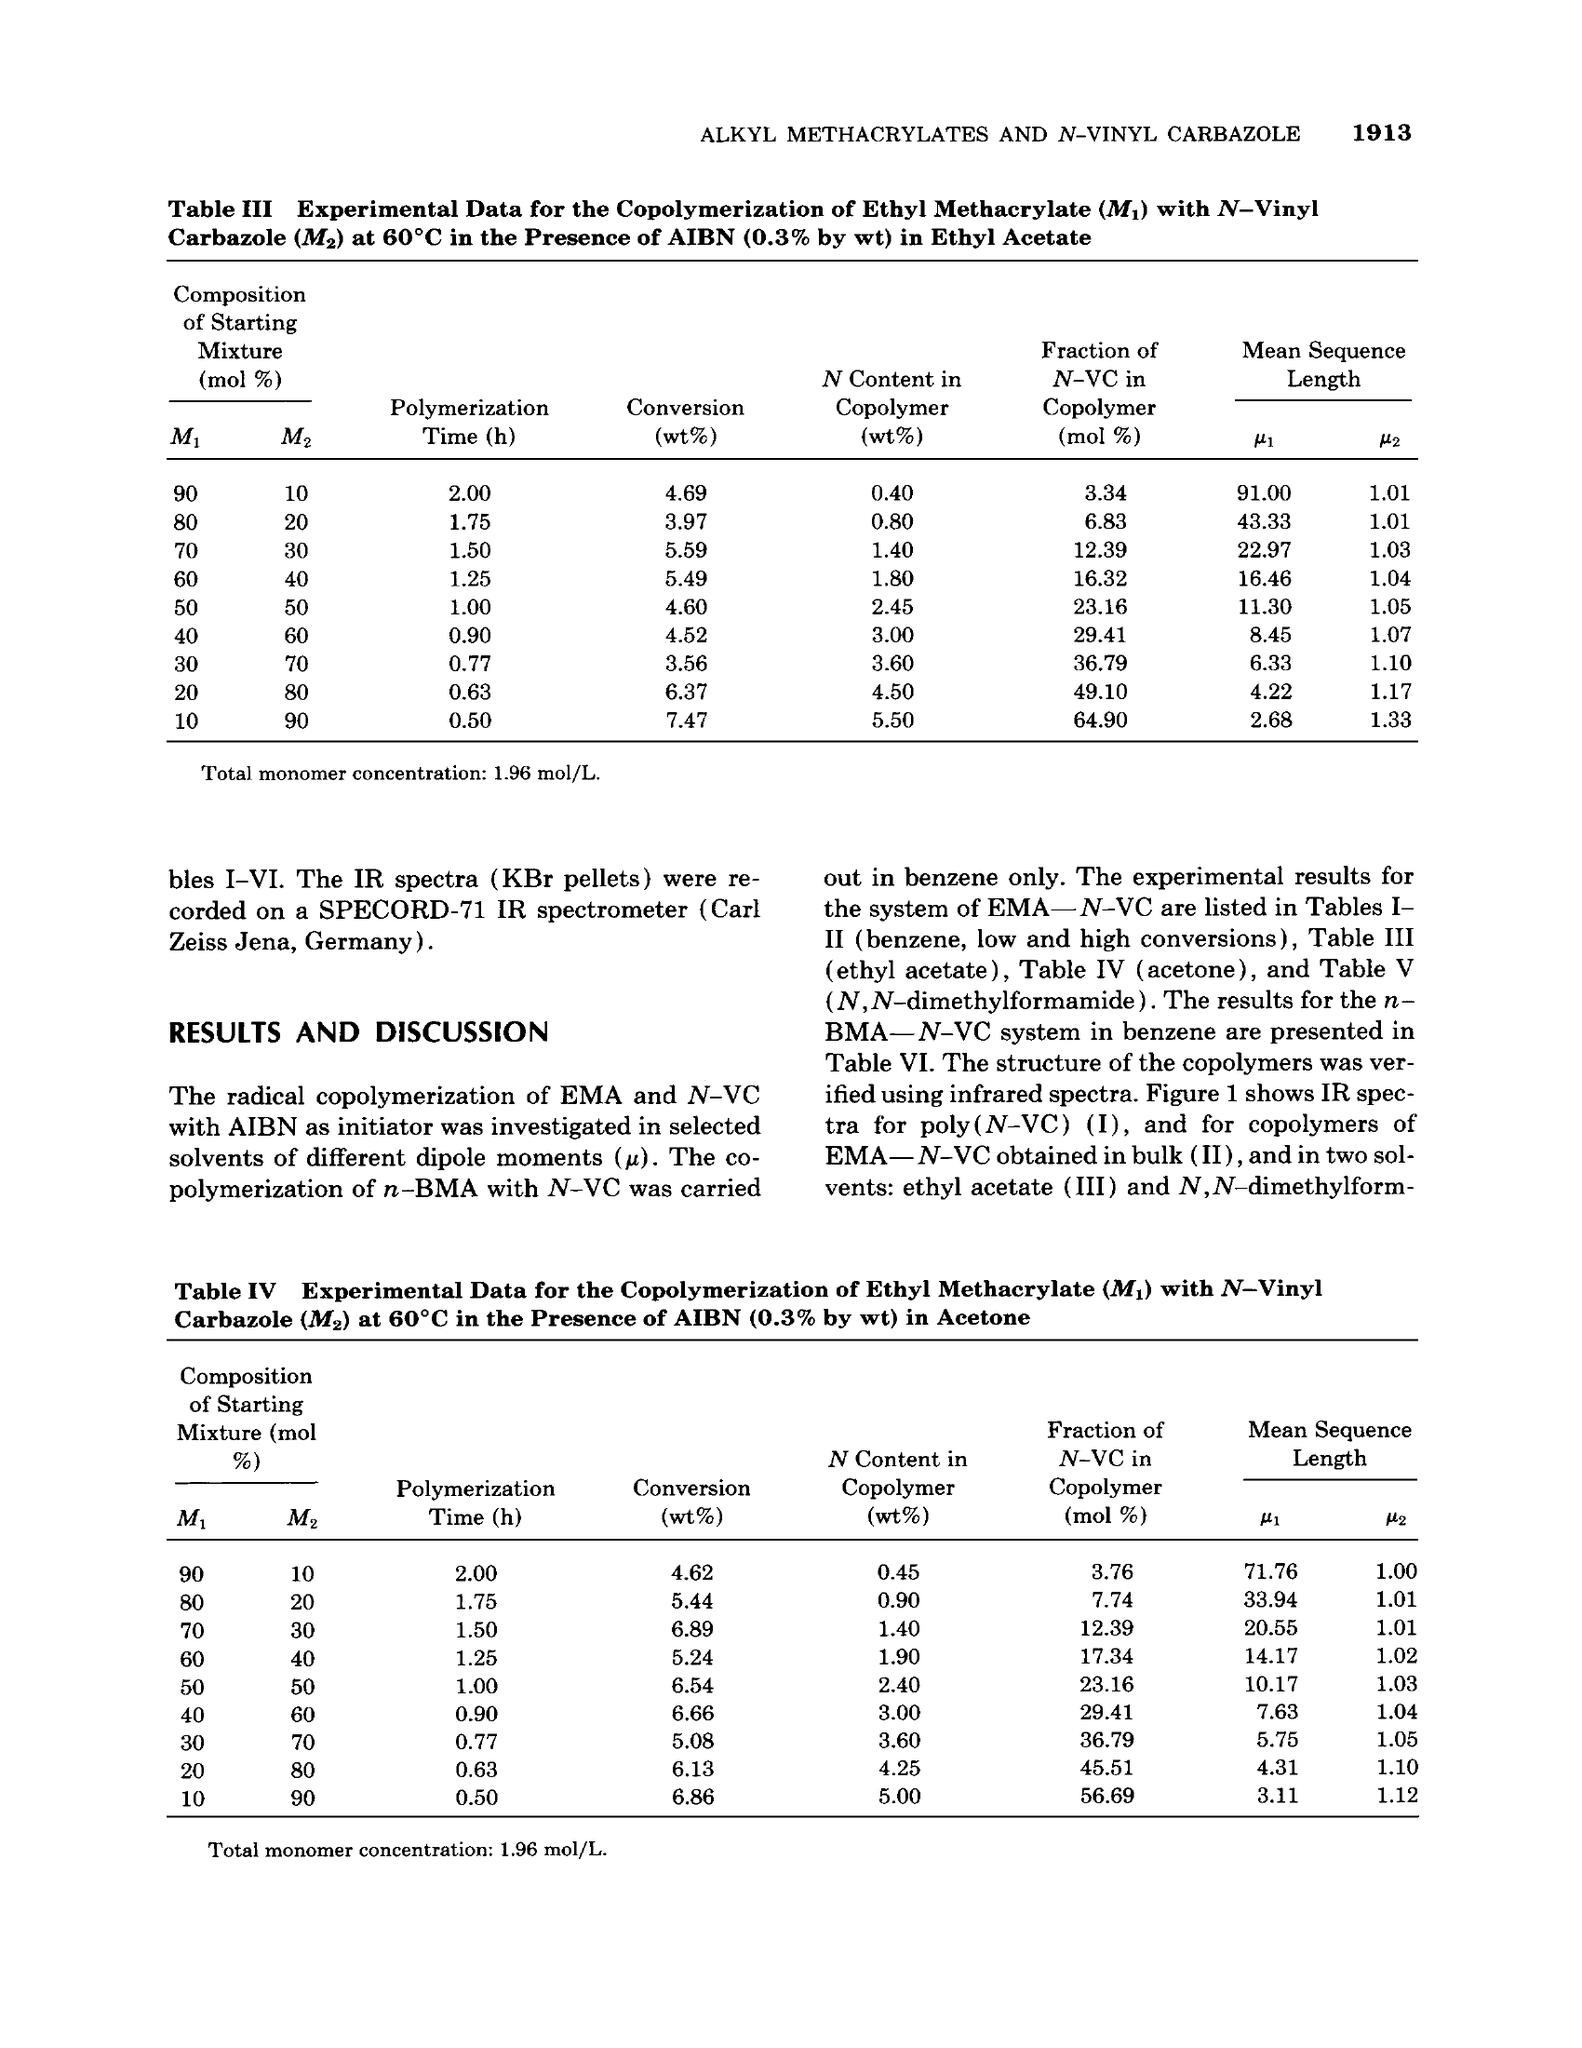 ALKYL METHACRYLATES AND N-VINYL CARBAZOLE 1913
Table III Experimental Data for the Copolymerization of Ethyl Methacrylate (M₁) with N–Vinyl
Carbazole (M₂) at 60°C in the Presence of AIBN (0.3% by wt) in Ethyl Acetate
Composition
of Starting
Mixture Fraction of Mean Sequence
(mol %) N Content in N–VC in Length
Polymerization Conversion Copolymer Copolymer
M₁ M₂ Time (h) (wt%) (wt%) (mol %) μ₁ μ₂
90 10 2.00 4.69 0.40 3.34 91.00 1.01
80 20 1.75 3.97 0.80 6.83 43.33 1.01
70 30 1.50 5.59 1.40 12.39 22.97 1.03
60 40 1.25 5.49 1.80 16.32 16.46 1.04
50 50 1.00 4.60 2.45 23.16 11.30 1.05
40 60 0.90 4.52 3.00 29.41 8.45 1.07
30 70 0.77 3.56 3.60 36.79 6.33 1.10
20 80 0.63 6.37 4.50 49.10 4.22 1.17
10 90 0.50 7.47 5.50 64.90 2.68 1.33
Total monomer concentration: 1.96 mol/L.
bles I–VI. The IR spectra (KBr pellets) were re-
corded on a SPECORD-71 IR spectrometer (Carl
Zeiss Jena, Germany).
RESULTS AND DISCUSSION
The radical copolymerization of EMA and N–VC
with AIBN as initiator was investigated in selected
solvents of different dipole moments (μ). The co-
polymerization of n–BMA with N–VC was carried
out in benzene only. The experimental results for
the system of EMA—N–VC are listed in Tables I–
II (benzene, low and high conversions), Table III
(ethyl acetate), Table IV (acetone), and Table V
(N,N–dimethylformamide). The results for the n–
BMA—N–VC system in benzene are presented in
Table VI. The structure of the copolymers was ver-
ified using infrared spectra. Figure 1 shows IR spec-
tra for poly(N–VC) (I), and for copolymers of
EMA—N–VC obtained in bulk (II), and in two sol-
vents: ethyl acetate (III) and N,N–dimethylform-
Table IV Experimental Data for the Copolymerization of Ethyl Methacrylate (M₁) with N–Vinyl
Carbazole (M₂) at 60°C in the Presence of AIBN (0.3% by wt) in Acetone
Composition
of Starting
Mixture (mol Fraction of Mean Sequence
%) N Content in N–VC in Length
Polymerization Conversion Copolymer Copolymer
M₁ M₂ Time (h) (wt%) (wt%) (mol %) μ₁ μ₂
90 10 2.00 4.62 0.45 3.76 71.76 1.00
80 20 1.75 5.44 0.90 7.74 33.94 1.01
70 30 1.50 6.89 1.40 12.39 20.55 1.01
60 40 1.25 5.24 1.90 17.34 14.17 1.02
50 50 1.00 6.54 2.40 23.16 10.17 1.03
40 60 0.90 6.66 3.00 29.41 7.63 1.04
30 70 0.77 5.08 3.60 36.79 5.75 1.05
20 80 0.63 6.13 4.25 45.51 4.31 1.10
10 90 0.50 6.86 5.00 56.69 3.11 1.12
Total monomer concentration: 1.96 mol/L.